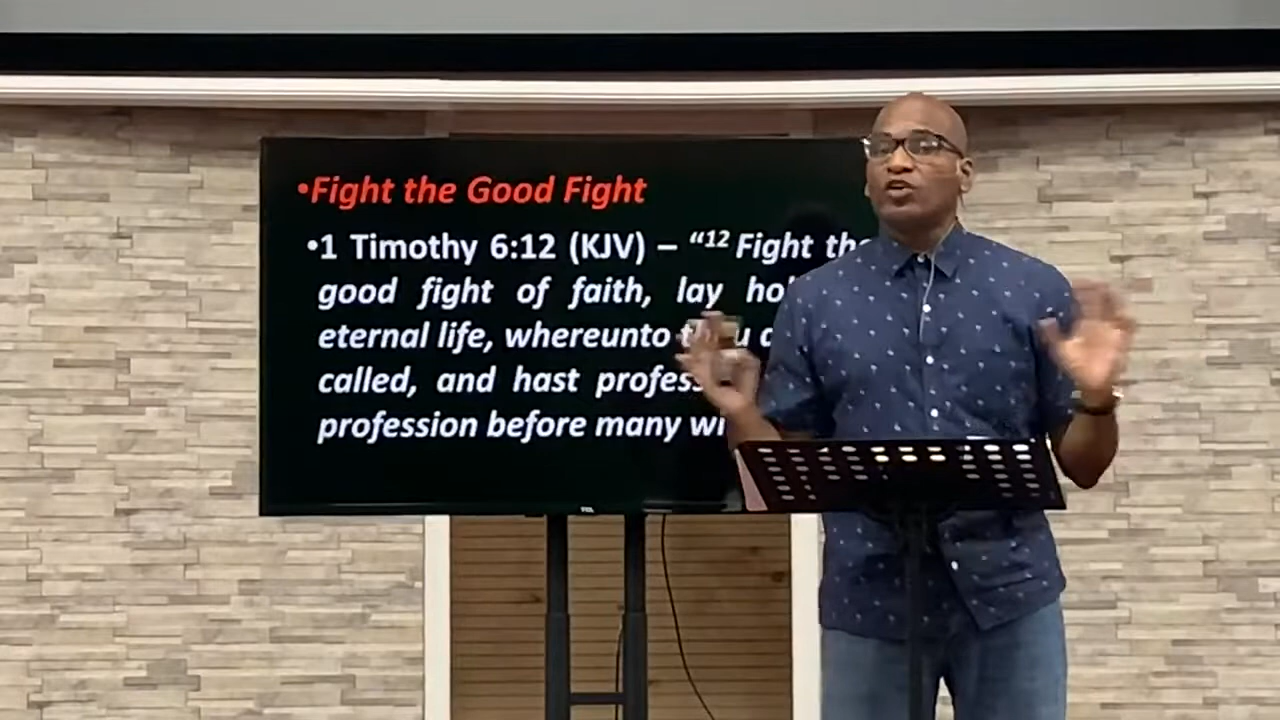 •Fight the Good Fight
•1 Timothy 6:12 (KJV) – “12 Fight the
good fight of faith, lay
eternal life, whereunto
called, and hast
profession before many